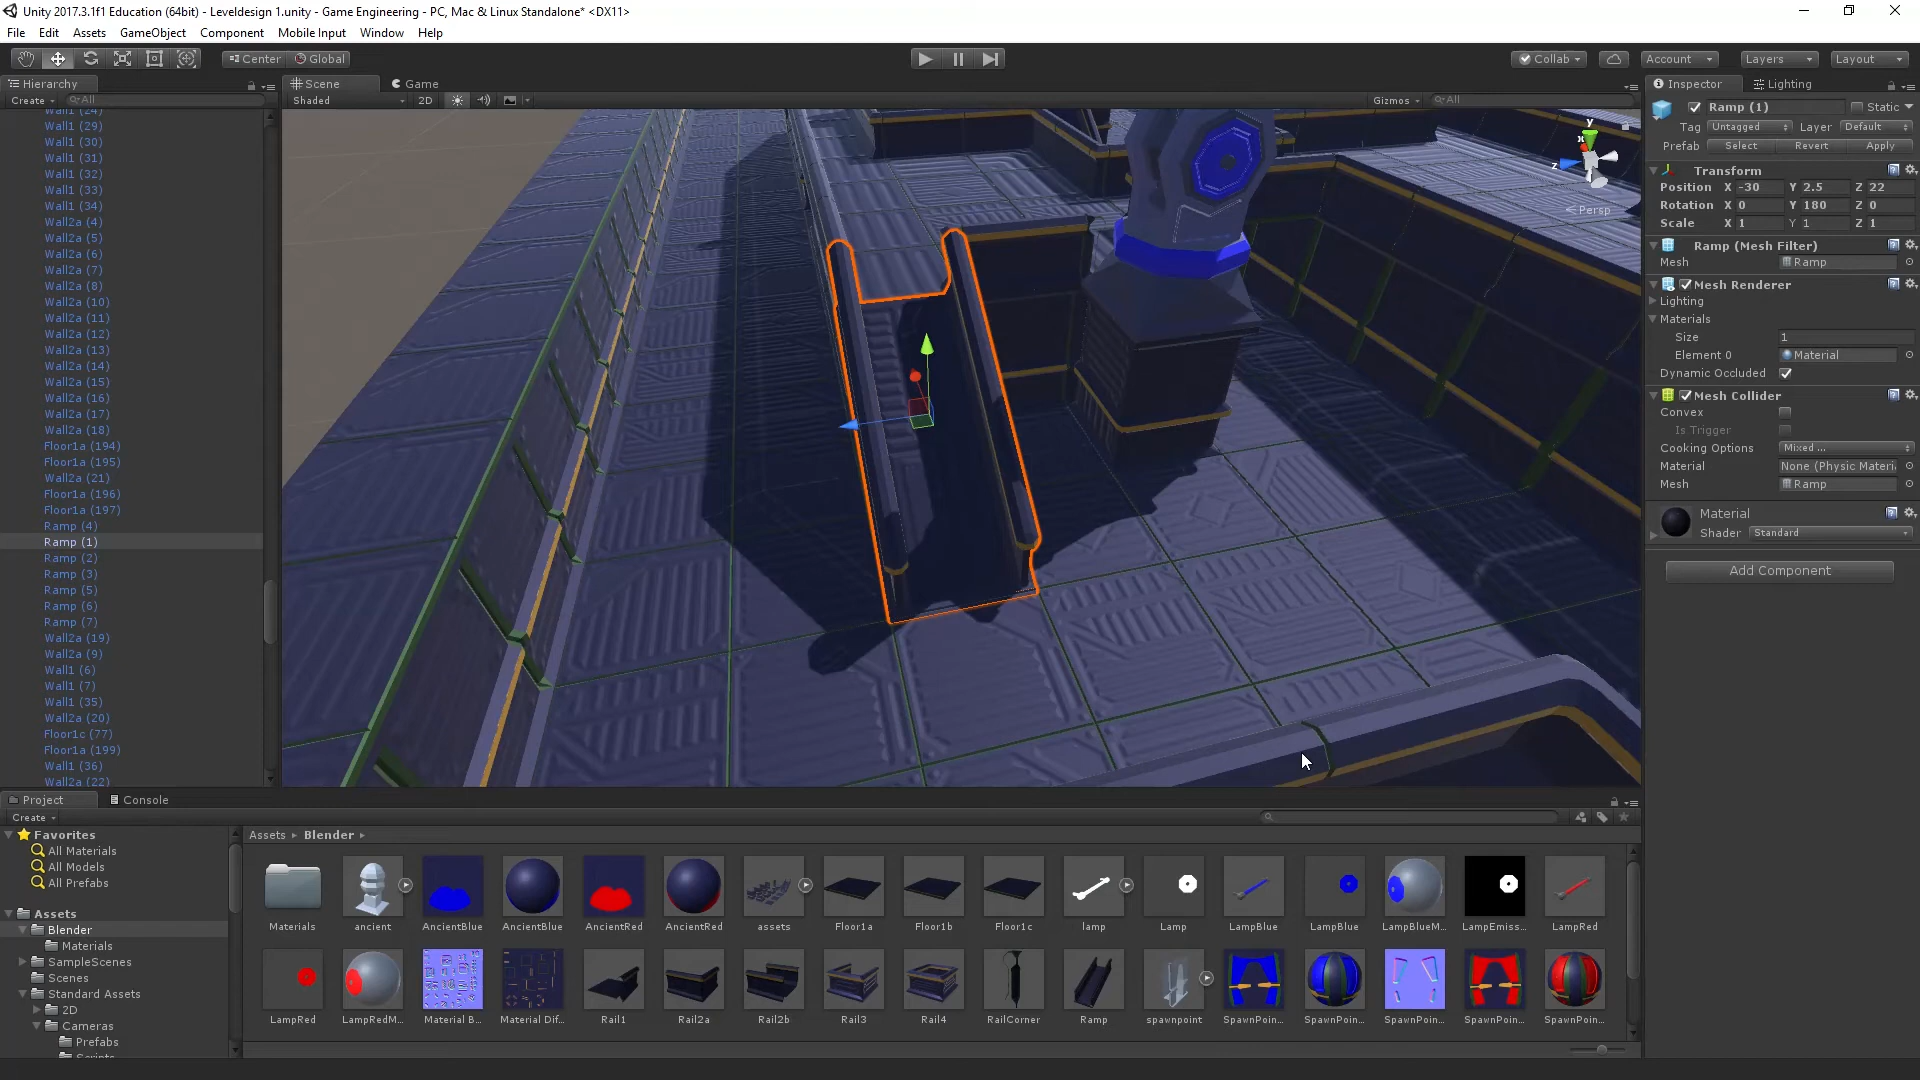 Unity 2017.3.1f1 Education (64bit) - Leveldesign 1.unity - Game Engineering - PC, Mac & Linux Standalone* <DX11>
File Edit Assets GameObject Component Mobile Input Window Help
Center Global Collab Account Layers Layout
Hierarchy
Create All
Wall1 (24)
Wall1 (29)
Wall1 (30)
Wall1 (31)
Wall1 (32)
Wall1 (33)
Wall1 (34)
Wall2a (4)
Wall2a (5)
Wall2a (6)
Wall2a (7)
Wall2a (8)
Wall2a (10)
Wall2a (11)
Wall2a (12)
Wall2a (13)
Wall2a (14)
Wall2a (15)
Wall2a (16)
Wall2a (17)
Wall2a (18)
Floor1a (194)
Floor1a (195)
Wall2a (21)
Floor1a (196)
Floor1a (197)
Ramp (4)
Ramp (1)
Ramp (2)
Ramp (3)
Ramp (5)
Ramp (6)
Ramp (7)
Wall2a (19)
Wall2a (9)
Wall1 (6)
Wall1 (7)
Wall1 (35)
Wall2a (20)
Floor1c (77)
Floor1a (199)
Wall1 (36)
Wall2a (22)
Scene Game
Shaded 2D Gizmos All
y
x
z
Persp
Inspector Lighting
Ramp (1) Static
Tag Untagged Layer Default
Prefab Select Revert Apply
Transform
Position X -30 Y 2.5 Z 22
Rotation X 0 Y 180 Z 0
Scale X 1 Y 1 Z 1
Ramp (Mesh Filter)
Mesh Ramp
Mesh Renderer
Lighting
Materials
Size 1
Element 0 Material
Dynamic Occluded
Mesh Collider
Convex
Is Trigger
Cooking Options Mixed ...
Material None (Physic Materi
Mesh Ramp
Material
Shader Standard
Add Component
Project Console
Create
Favorites
All Materials
All Models
All Prefabs
Assets
Blender
Materials
SampleScenes
Scenes
Standard Assets
2D
Cameras
Prefabs
Scripts
Assets Blender
Materials ancient AncientBlue AncientBlue AncientRed AncientRed assets Floor1a Floor1b Floor1c lamp Lamp LampBlue LampBlue LampBlueM... LampEmiss... LampRed
LampRed LampRedM... Material B... Material Dif... Rail1 Rail2a Rail2b Rail3 Rail4 RailCorner Ramp spawnpoint SpawnPoin... SpawnPoin... SpawnPoin... SpawnPoin... SpawnPoin...